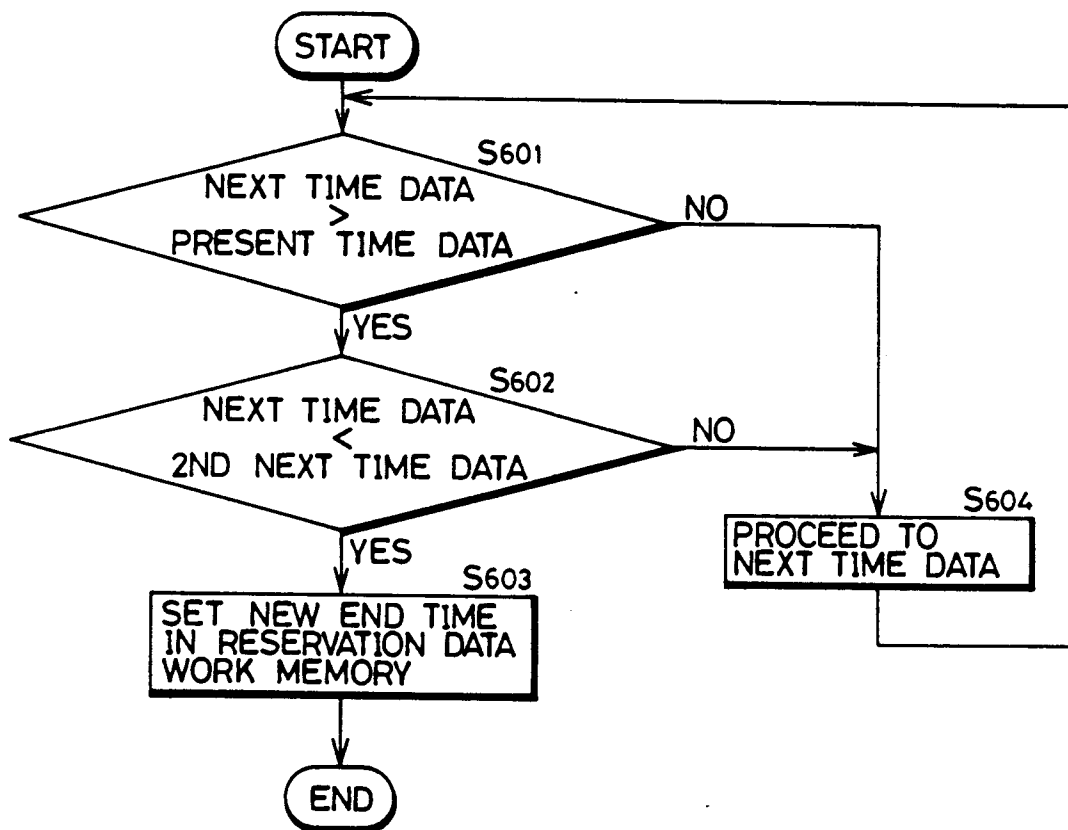 START
S601
NEXT TIME DATA
>
PRESENT TIME DATA
NO
YES
S602
NEXT TIME DATA
<
2ND NEXT TIME DATA
NO
YES
S604
PROCEED TO
NEXT TIME DATA
S603
SET NEW END TIME
IN RESERVATION DATA
WORK MEMORY
END